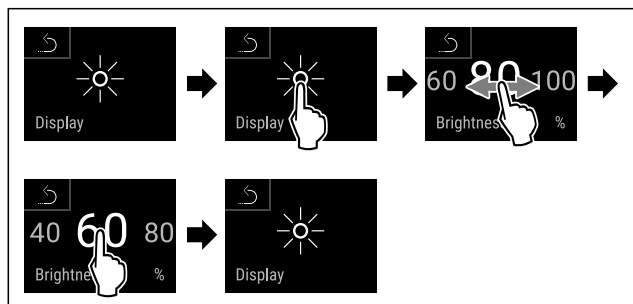 Display
Display
60 80 100
Brightnes %
40 60 80
Brightne %
Display